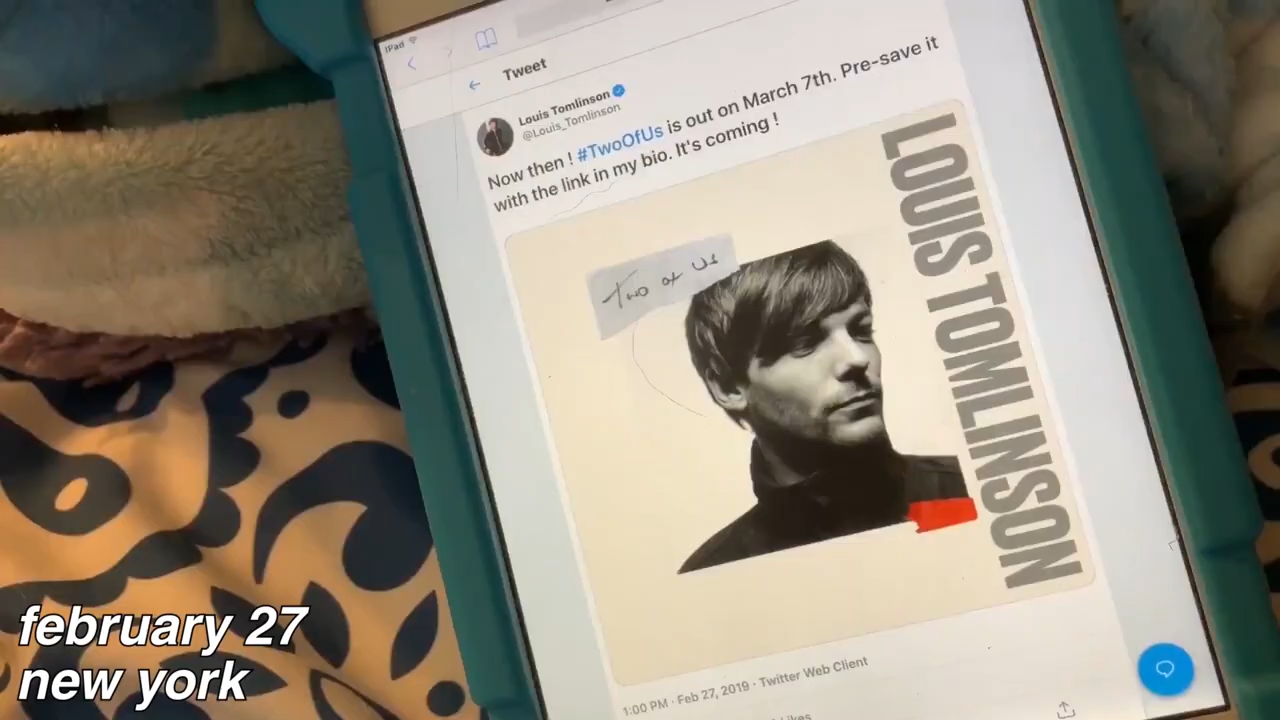 iPad
Tweet
Louis Tomlinson
@Louis_Tomlinson
Now then ! #TwoOfUs is out on March 7th. Pre-save it
with the link in my bio. It's coming !
Two of us
LOUIS TOMLINSON
1:00 PM · Feb 27, 2019 · Twitter Web Client
Likes
february 27
new york